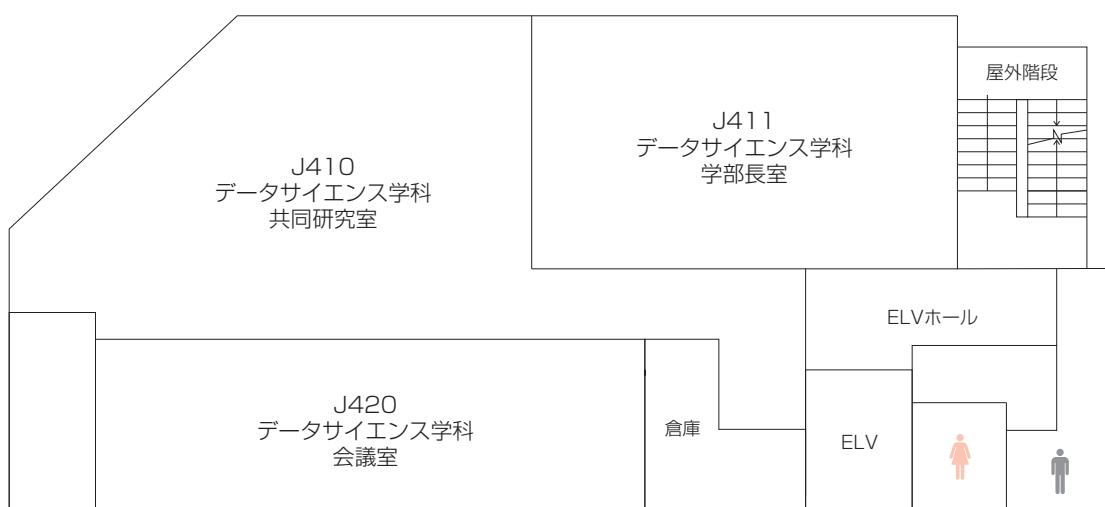 屋外階段
J411
データサイエンス学科
学部長室
J410
データサイエンス学科
共同研究室
ELVホール
J420
データサイエンス学科
会議室
倉庫
ELV